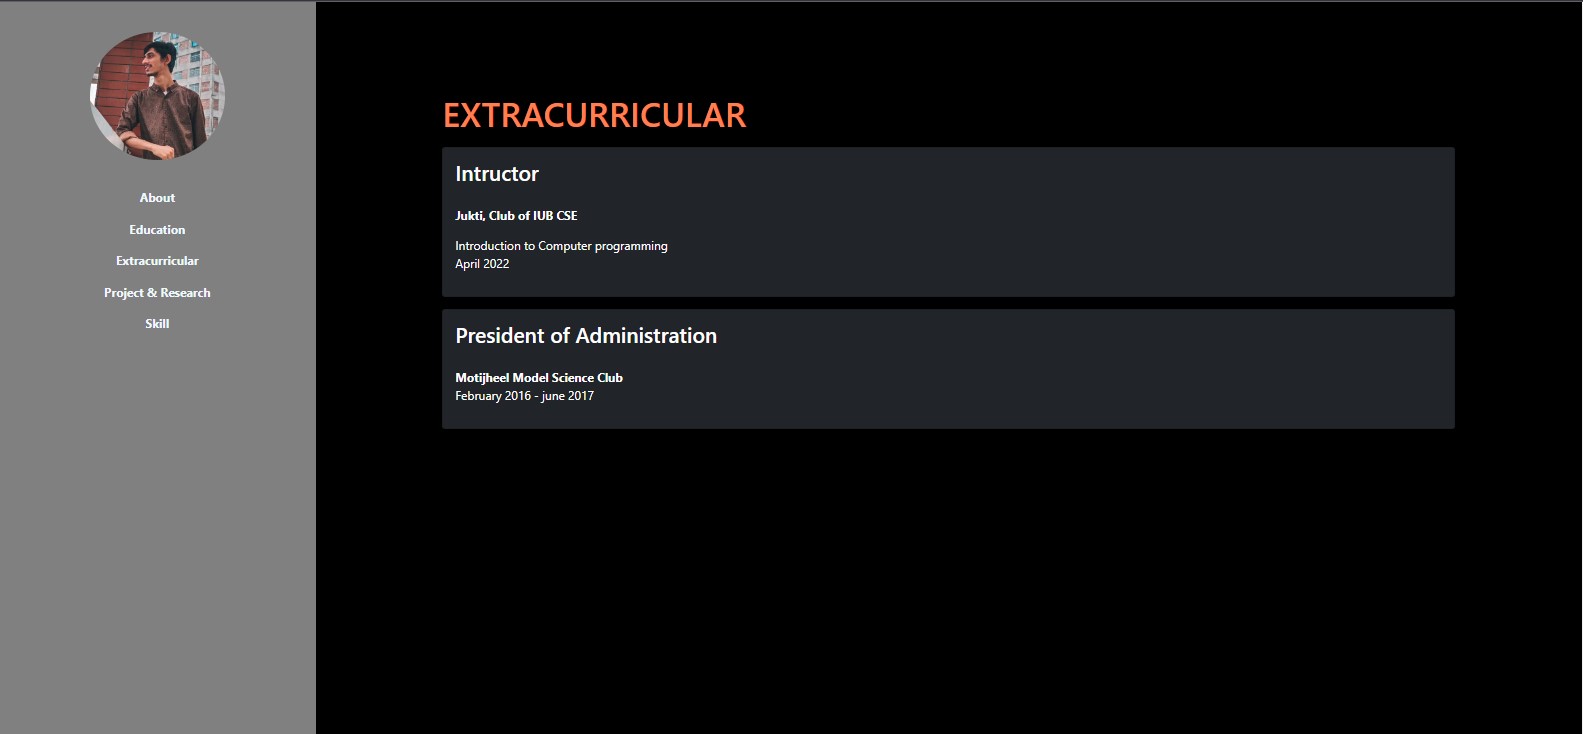 About
Education
Extracurricular
Project & Research
Skill
EXTRACURRICULAR
Intructor
Jukti, Club of IUB CSE
Introduction to Computer programming
April 2022
President of Administration
Motijheel Model Science Club
February 2016 - june 2017